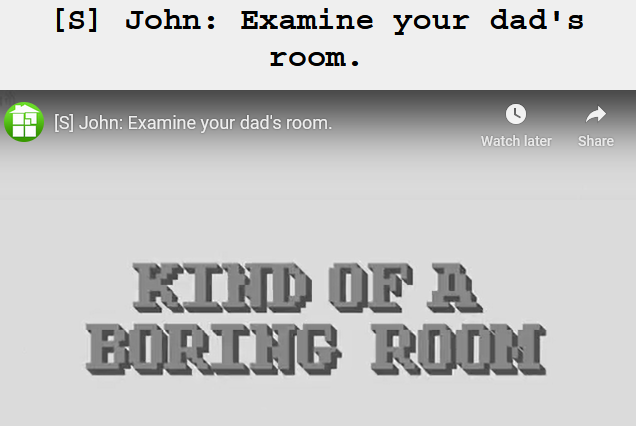 [S] John: Examine your dad's
room.
[S] John: Examine your dad's room.
Watch later
Share
KIND OF A
BORING ROOM